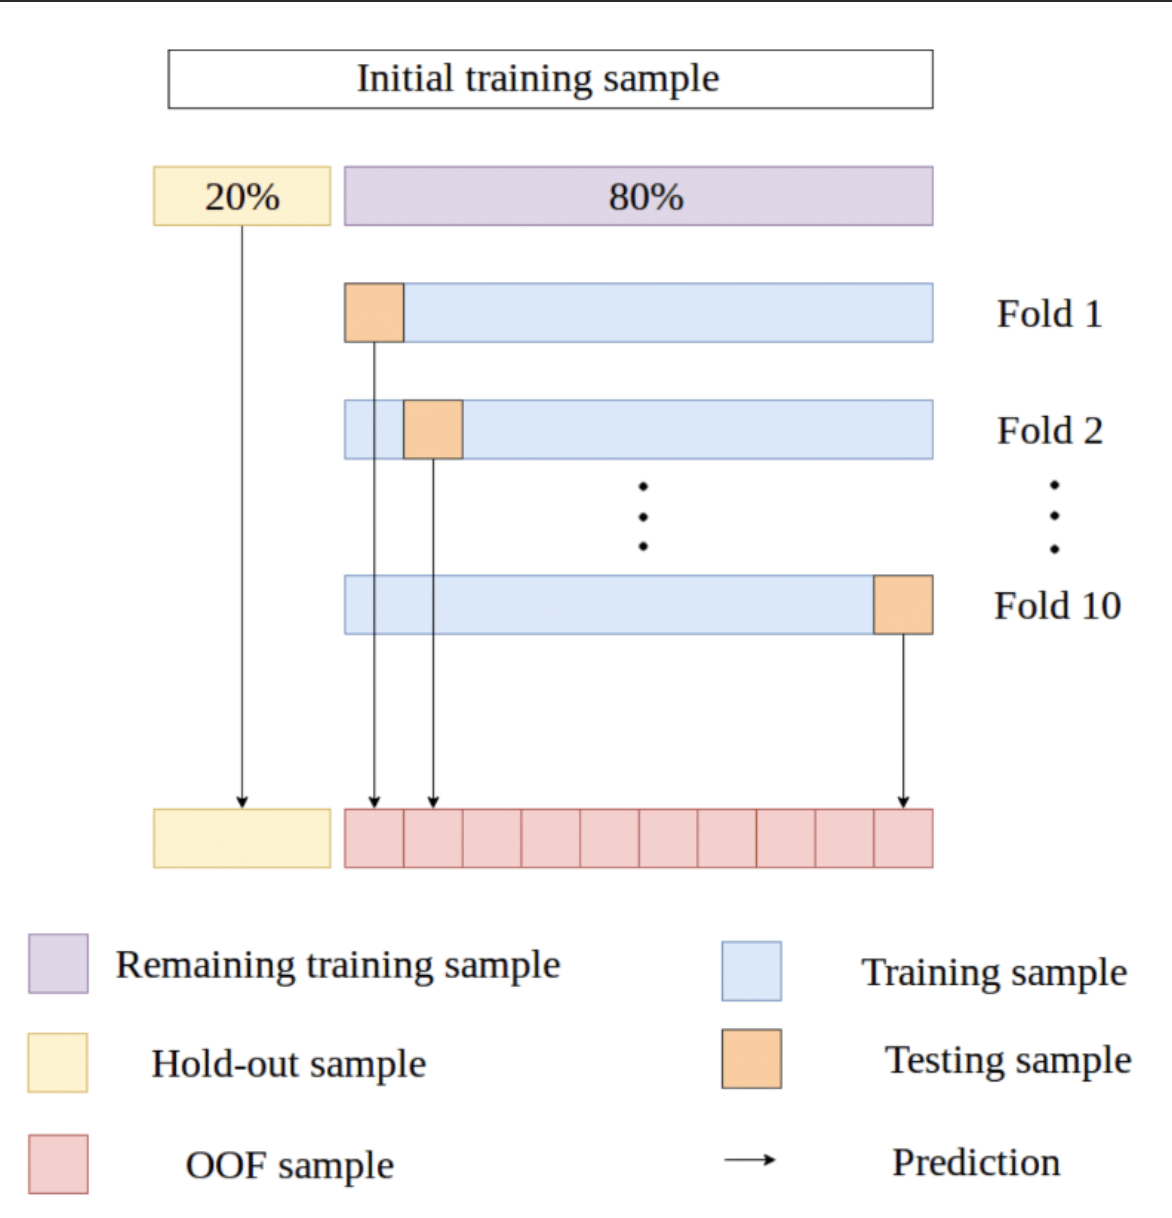 Initial training sample
20%
80%
Fold 1
Fold 2
Fold 10
Remaining training sample
Training sample
Hold-out sample
Testing sample
OOF sample
Prediction